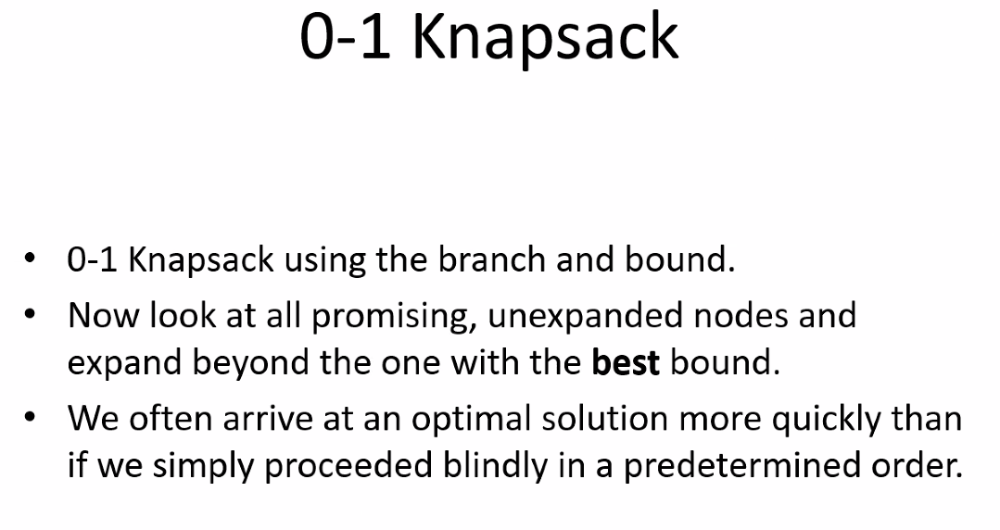 0-1 Knapsack
• 0-1 Knapsack using the branch and bound.
• Now look at all promising, unexpanded nodes and
expand beyond the one with the best bound.
• We often arrive at an optimal solution more quickly than
if we simply proceeded blindly in a predetermined order.